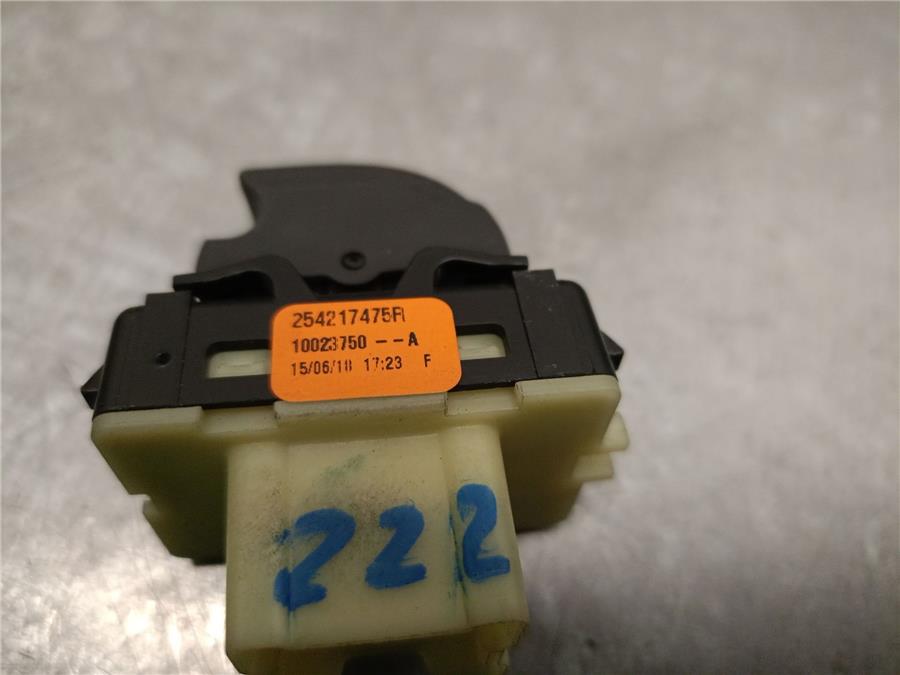 254217475R
10023750 -- A
15/06/18 17:23 F
222